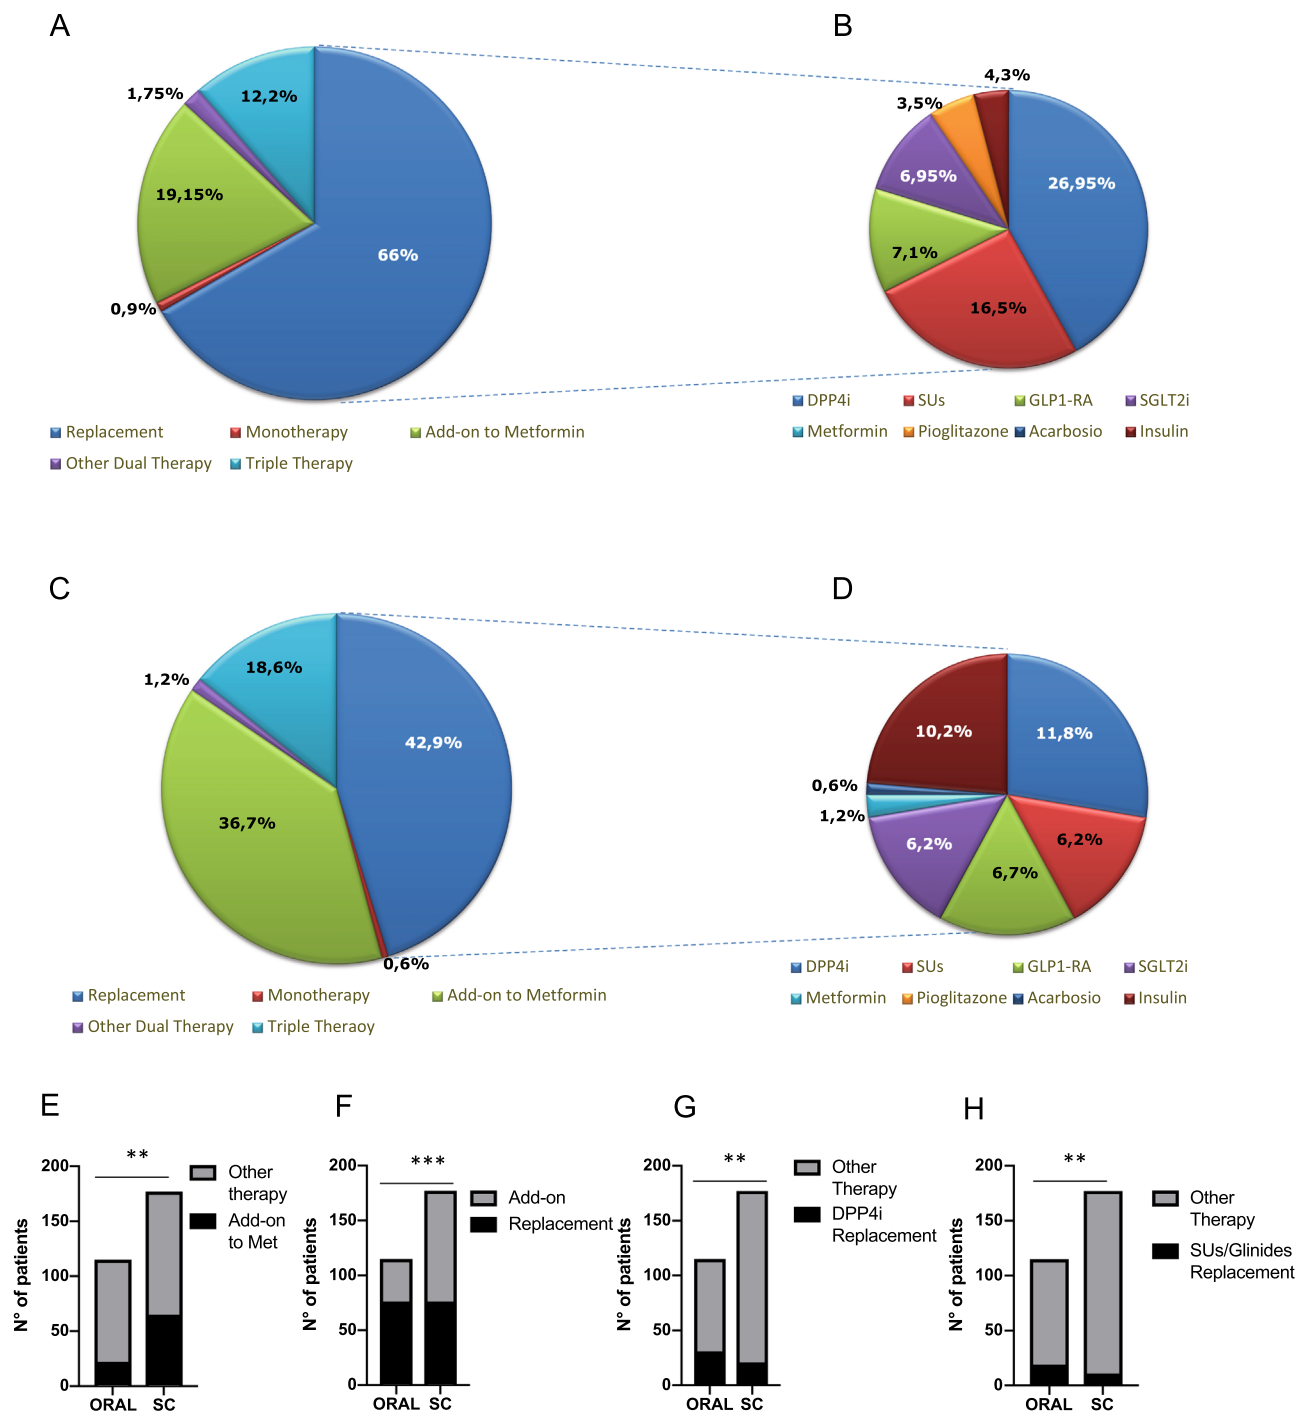 A
B
4,3%
1,75%
12,2%
3,5%
26,95%
6,95%
19,15%
66%
7,1%
0,9%
16,5%
DPP4i SUs GLP1-RA SGLT2i
Metformin Pioglitazone Acarbosio Insulin
Replacement Monotherapy Add-on to Metformin
Other Dual Therapy Triple Therapy
C
D
18,6%
1,2%
42,9%
10,2%
11,8%
0,6%
1,2%
36,7%
6,2%
6,2%
6,7%
0,6%
DPP4i SUs GLP1-RA SGLT2i
Metformin Pioglitazone Acarbosio Insulin
Replacement Monotherapy Add-on to Metformin
Other Dual Therapy Triple Theraoy
E
N° of patients
200
150
100
50
0
**
Other
therapy
Add-on
to Met
ORAL SC
F
N° of patients
200
150
100
50
0
***
Add-on
Replacement
ORAL SC
G
N° of patients
200
150
100
50
0
**
Other
Therapy
DPP4i
Replacement
ORAL SC
H
N° of patients
200
150
100
50
0
**
Other
Therapy
SUs/Glinides
Replacement
ORAL SC